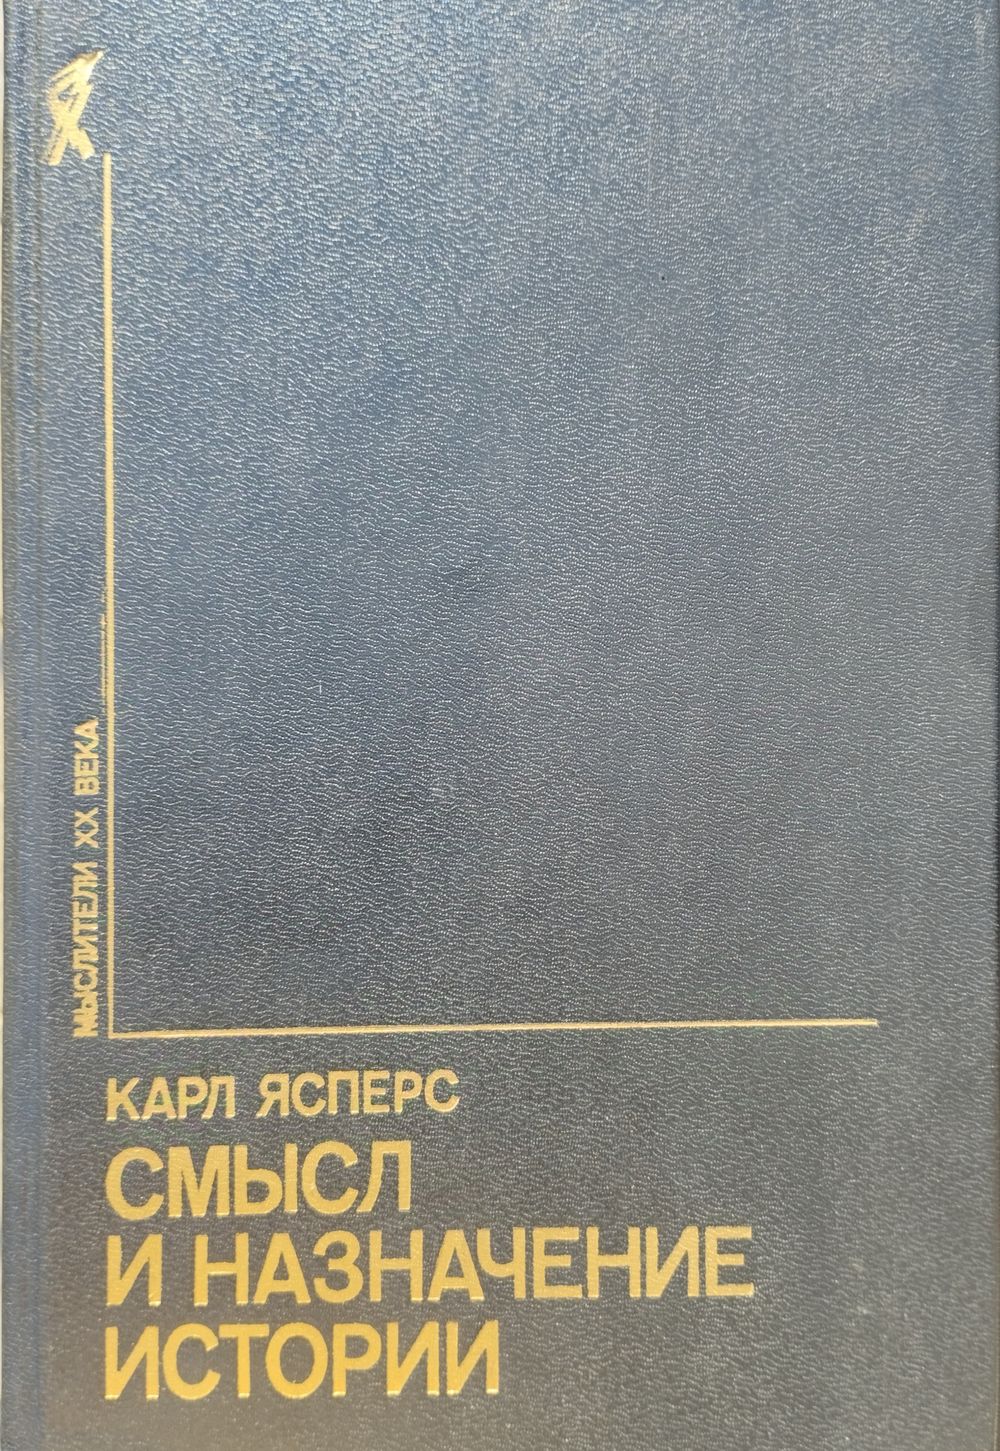 МЫСЛИТЕЛИ XX ВЕКА
КАРЛ ЯСПЕРС
СМЫСЛ
И НАЗНАЧЕНИЕ
ИСТОРИИ